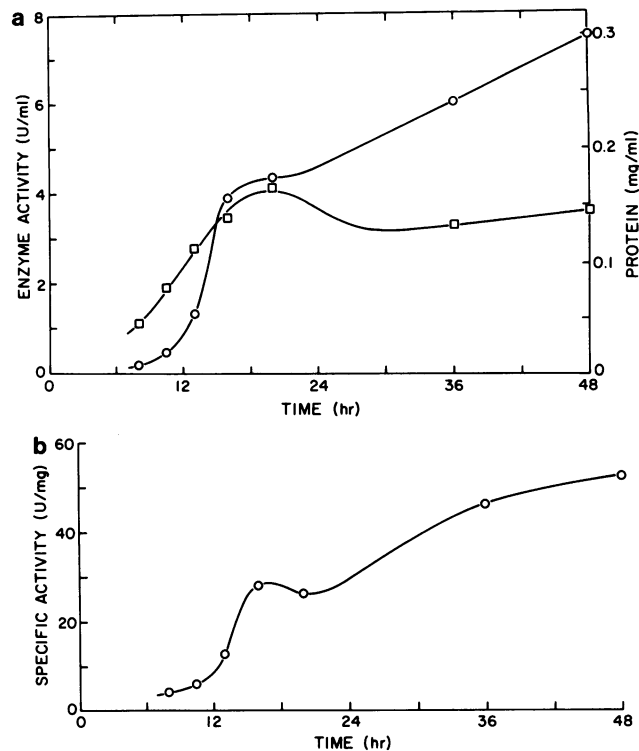 a
8
6
4
2
0
ENZYME ACTIVITY (U/ml)
0.3
0.2
0.1
0
PROTEIN (mg/ml)
0 12 24 36 48
TIME (hr)
b
60
40
20
0
SPECIFIC ACTIVITY (U/mg)
0 12 24 36 48
TIME (hr)